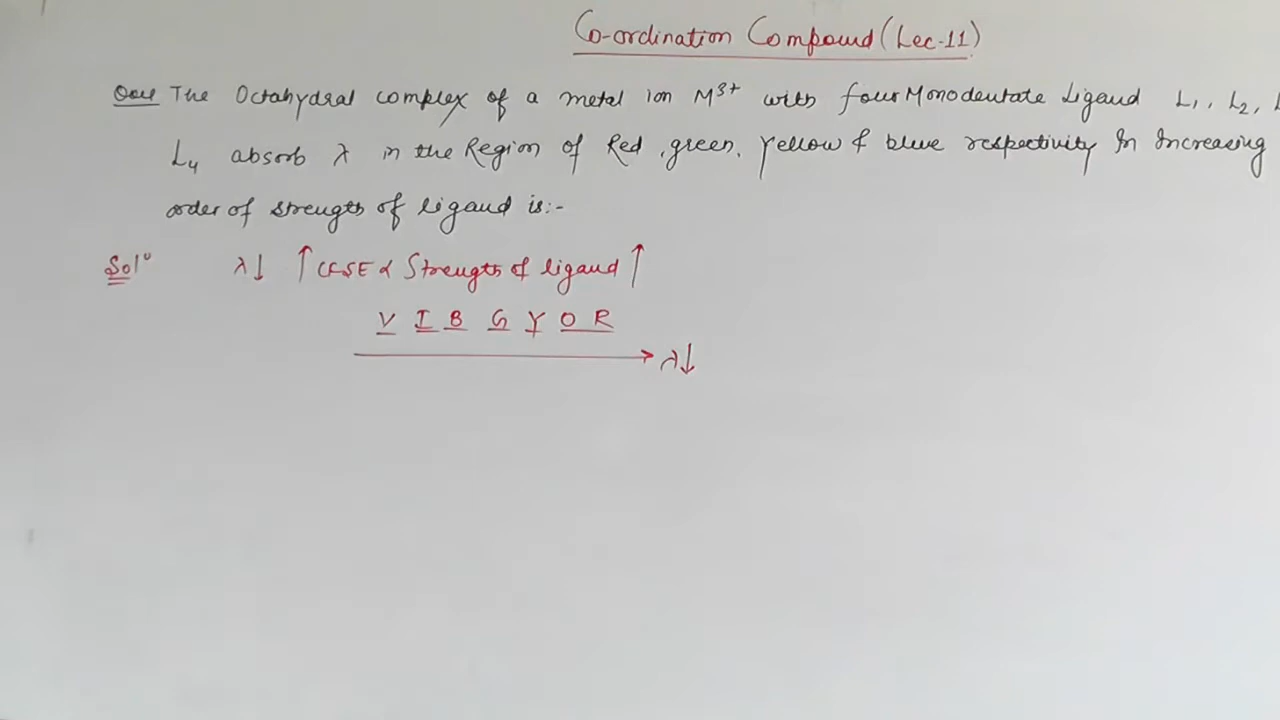 Co-ordination Compound (Lec-11)
Que The Octahydral complex of a metal ion M³⁺ with four Monodentate Ligand L₁, L₂,
L₄ absorb λ in the Region of Red, green, yellow & blue respectivity In Increasing
order of strength of ligand is:-
Solⁿ λ↓ ↑ CFSE ∝ Strength of ligand ↑
V I B G Y O R
→ λ↓